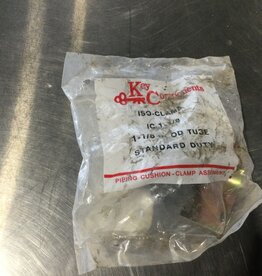 Key
Components
ISO-CLAMP
IC 1-1/8
1-1/8" OD TUBE
STANDARD DUTY
PIPING CUSHION-CLAMP ASSEMBLY